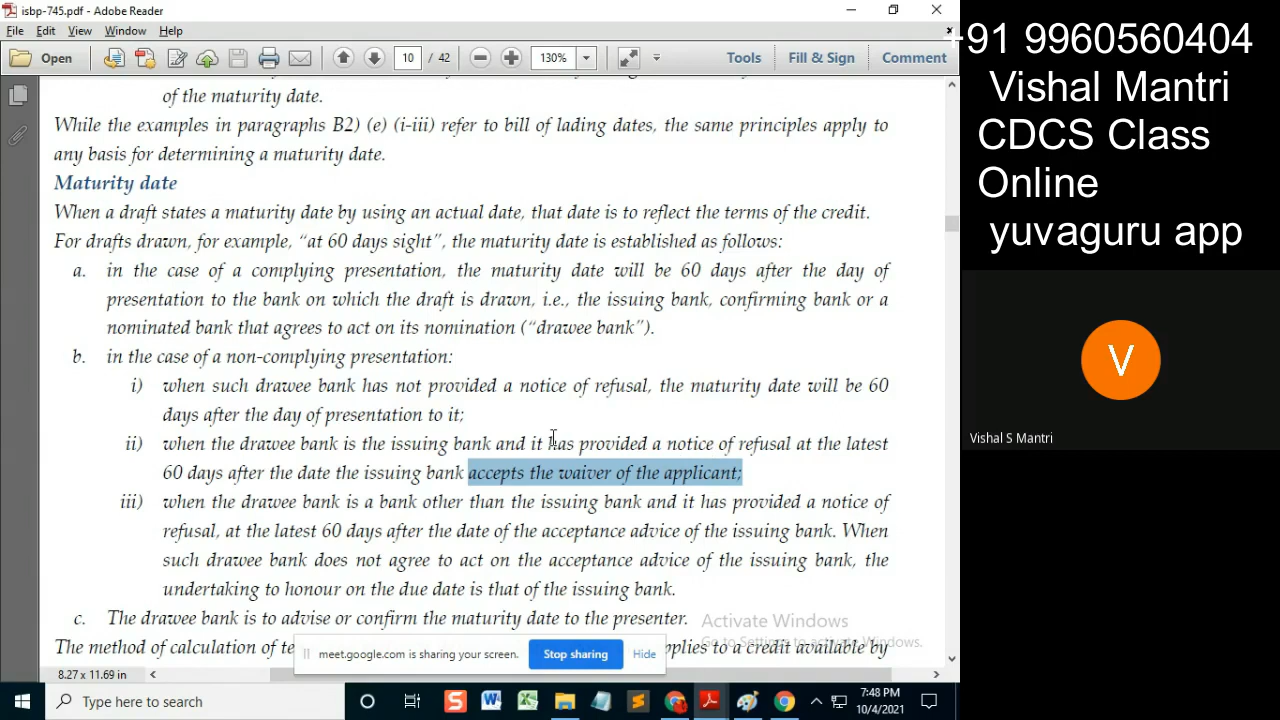 isbp-745.pdf - Adobe Reader
File Edit View Window Help
Open 10 / 42 130% Tools Fill & Sign Comment
of the maturity date.
While the examples in paragraphs B2) (e) (i-iii) refer to bill of lading dates, the same principles apply to
any basis for determining a maturity date.
Maturity date
When a draft states a maturity date by using an actual date, that date is to reflect the terms of the credit.
For drafts drawn, for example, “at 60 days sight”, the maturity date is established as follows:
a. in the case of a complying presentation, the maturity date will be 60 days after the day of
presentation to the bank on which the draft is drawn, i.e., the issuing bank, confirming bank or a
nominated bank that agrees to act on its nomination (“drawee bank”).
b. in the case of a non-complying presentation:
i) when such drawee bank has not provided a notice of refusal, the maturity date will be 60
days after the day of presentation to it;
ii) when the drawee bank is the issuing bank and it has provided a notice of refusal at the latest
60 days after the date the issuing bank accepts the waiver of the applicant;
iii) when the drawee bank is a bank other than the issuing bank and it has provided a notice of
refusal, at the latest 60 days after the date of the acceptance advice of the issuing bank. When
such drawee bank does not agree to act on the acceptance advice of the issuing bank, the
undertaking to honour on the due date is that of the issuing bank.
c. The drawee bank is to advise or confirm the maturity date to the presenter.
The method of calculation of te pplies to a credit available by
Activate Windows
Go to Settings to activate Windows.
meet.google.com is sharing your screen. Stop sharing Hide
8.27 x 11.69 in
Type here to search
7:48 PM
10/4/2021
+91 9960560404
Vishal Mantri
CDCS Class
Online
yuvaguru app
V
Vishal S Mantri